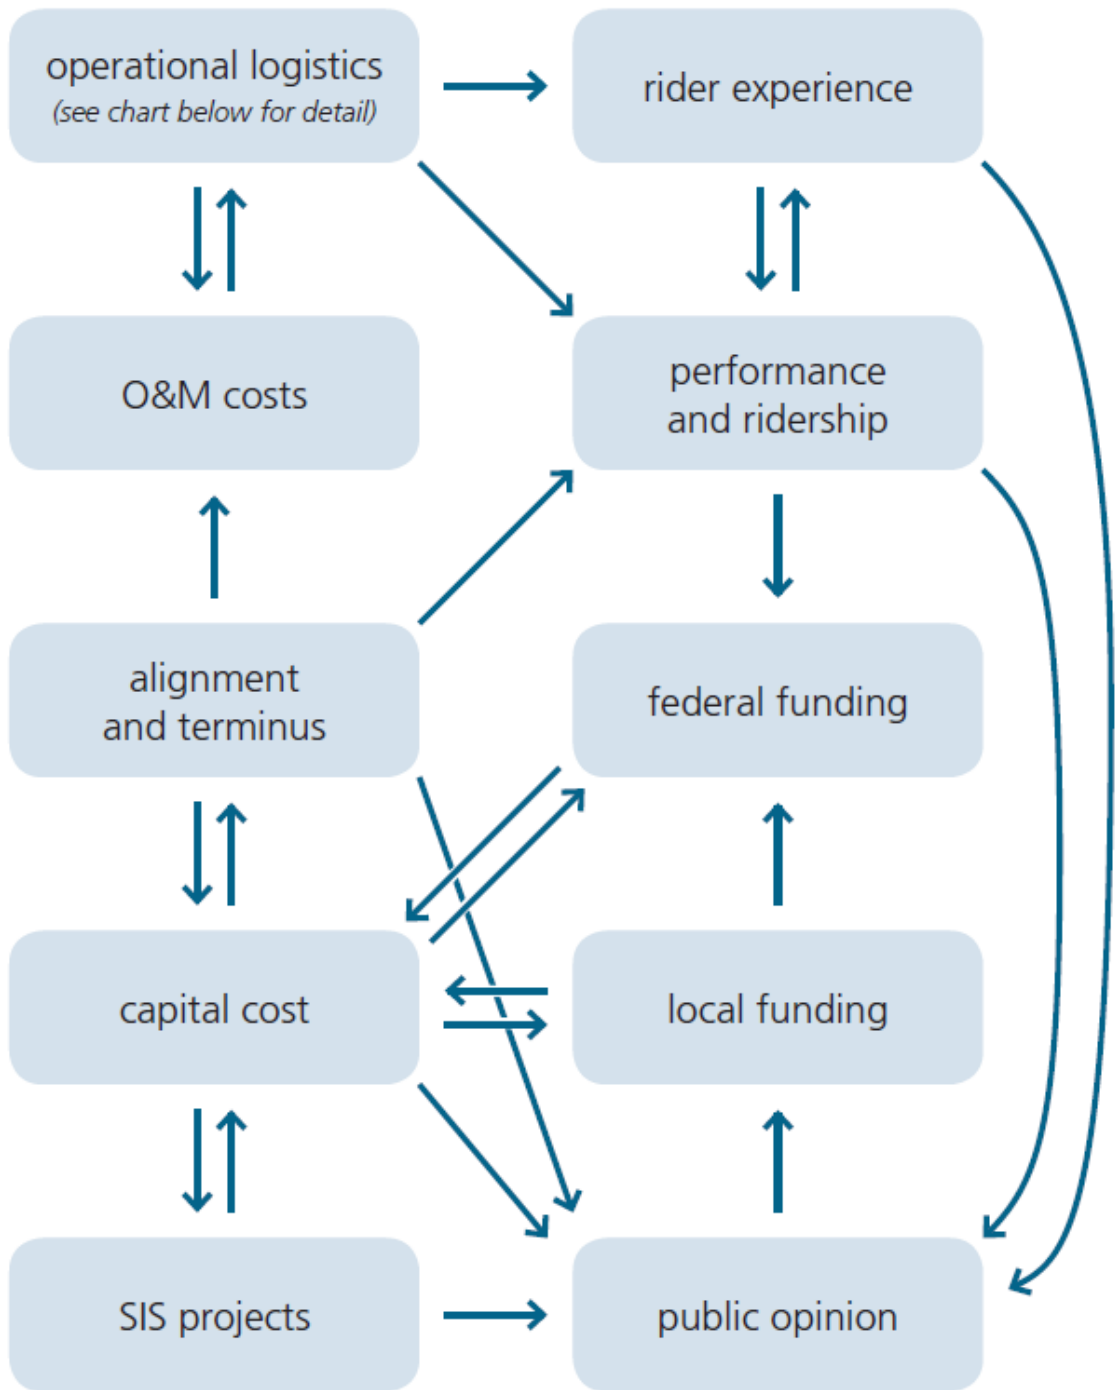 operational logistics
(see chart below for detail)
rider experience
O&M costs
performance
and ridership
alignment
and terminus
federal funding
capital cost
local funding
SIS projects
public opinion